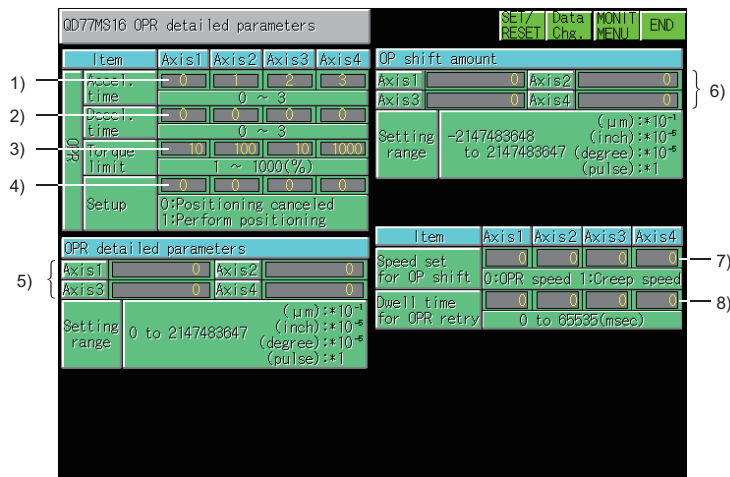 QD77MS16 OPR detailed parameters
SET/ RESET
Data Chg.
MONIT MENU
END
Item Axis1 Axis2 Axis3 Axis4
OPR
1)
Accel. time 0 1 2 3
0 ~ 3
2)
Decel. time 0 0 0 0
0 ~ 3
3)
Torque limit 10 100 10 1000
1 ~ 1000(%)
4)
Setup 0 0 0 0
0:Positioning canceled
1:Perform positioning
OPR detailed parameters
5)
Axis1 0 Axis2 0
Axis3 0 Axis4 0
Setting range 0 to 2147483647
(μm):*10⁻¹
(inch):*10⁻⁵
(degree):*10⁻⁵
(pulse):*1
OP shift amount
Axis1 0 Axis2 0
Axis3 0 Axis4 0
6)
Setting range -2147483648 to 2147483647
(μm):*10⁻¹
(inch):*10⁻⁵
(degree):*10⁻⁵
(pulse):*1
Item Axis1 Axis2 Axis3 Axis4
Speed set for OP shift 0 0 0 0
7)
0:OPR speed 1:Creep speed
Dwell time for OPR retry 0 0 0 0
8)
0 to 65535(msec)